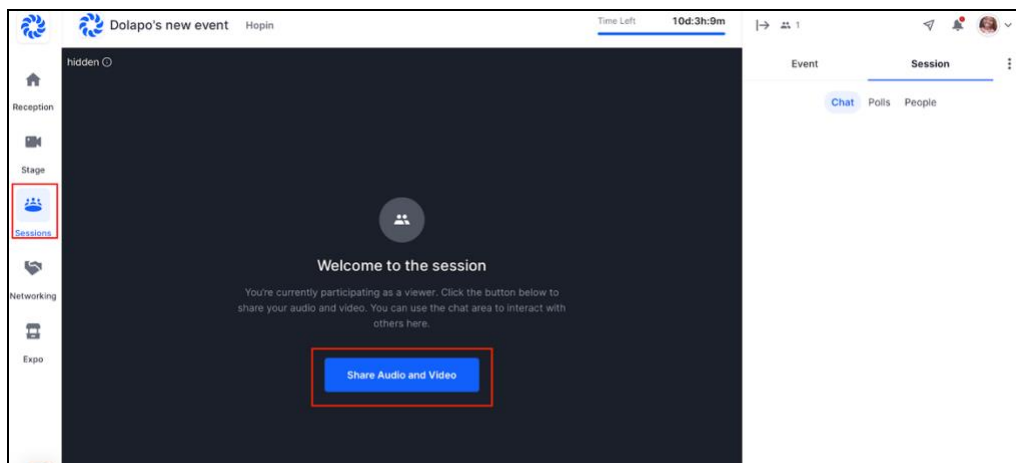 Dolapo's new event Hopin
Time Left 10d:3h:9m
1
hidden
Event Session
Chat Polls People
Reception
Stage
Sessions
Networking
Expo
Welcome to the session
You're currently participating as a viewer. Click the button below to
share your audio and video. You can use the chat area to interact with
others here.
Share Audio and Video